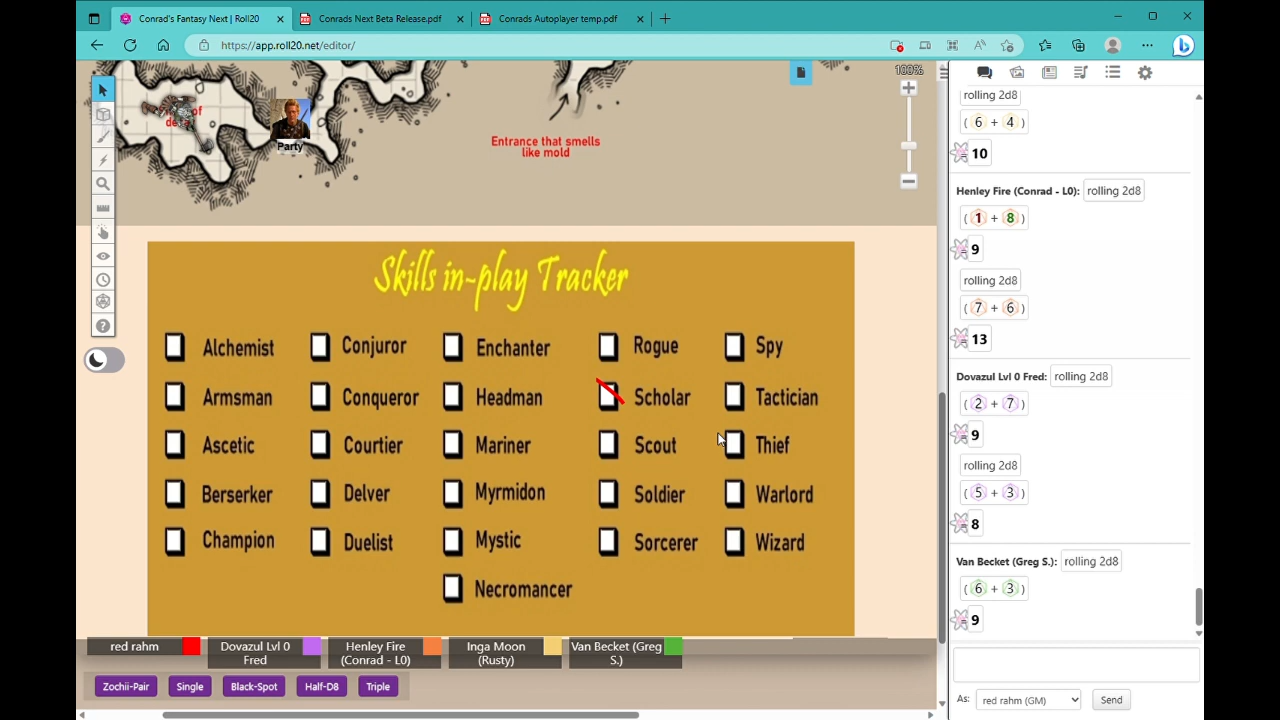 Conrad's Fantasy Next | Roll20
Conrads Next Beta Release.pdf
Conrads Autoplayer temp.pdf
https://app.roll20.net/editor/
100%
Party
Entrance that smells
like mold
Skills in-play Tracker
Alchemist Conjuror Enchanter Rogue Spy
Armsman Conqueror Headman Scholar Tactician
Ascetic Courtier Mariner Scout Thief
Berserker Delver Myrmidon Soldier Warlord
Champion Duelist Mystic Sorcerer Wizard
Necromancer
red rahm
Dovazul Lvl 0
Fred
Henley Fire
(Conrad - L0)
Inga Moon
(Rusty)
Van Becket (Greg
S.)
Zochii-Pair Single Black-Spot Half-D8 Triple
rolling 2d8
(6 + 4)
= 10
Henley Fire (Conrad - L0): rolling 2d8
(1 + 8)
= 9
rolling 2d8
(7 + 6)
= 13
Dovazul Lvl 0 Fred: rolling 2d8
(2 + 7)
= 9
rolling 2d8
(5 + 3)
= 8
Van Becket (Greg S.): rolling 2d8
(6 + 3)
= 9
As: red rahm (GM) Send